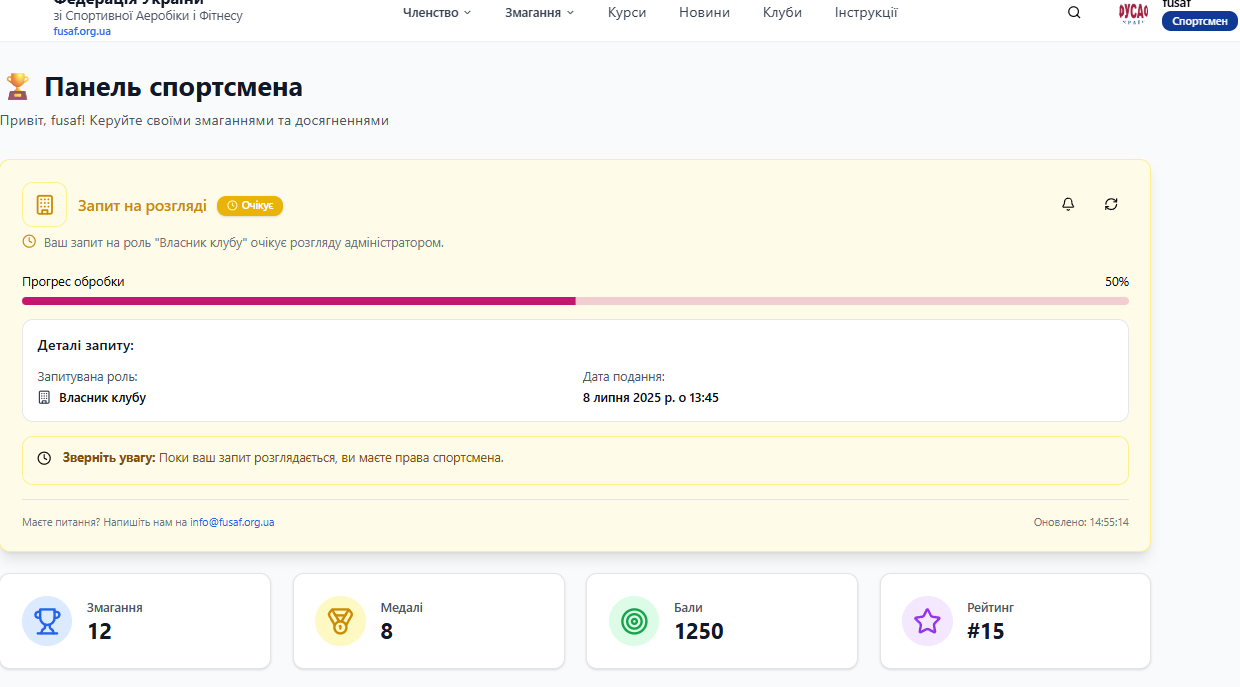 Федерація України
зі Спортивної Аеробіки і Фітнесу
fusaf.org.ua
Членство
Змагання
Курси
Новини
Клуби
Інструкції
fusaf
Спортсмен
Панель спортсмена
Привіт, fusaf! Керуйте своїми змаганнями та досягненнями
Запит на розгляді
Очікує
Ваш запит на роль "Власник клубу" очікує розгляду адміністратором.
Прогрес обробки
50%
Деталі запиту:
Запитувана роль:
Власник клубу
Дата подання:
8 липня 2025 р. о 13:45
Зверніть увагу: Поки ваш запит розглядається, ви маєте права спортсмена.
Маєте питання? Напишіть нам на info@fusaf.org.ua
Оновлено: 14:55:14
Змагання
12
Медалі
8
Бали
1250
Рейтинг
#15